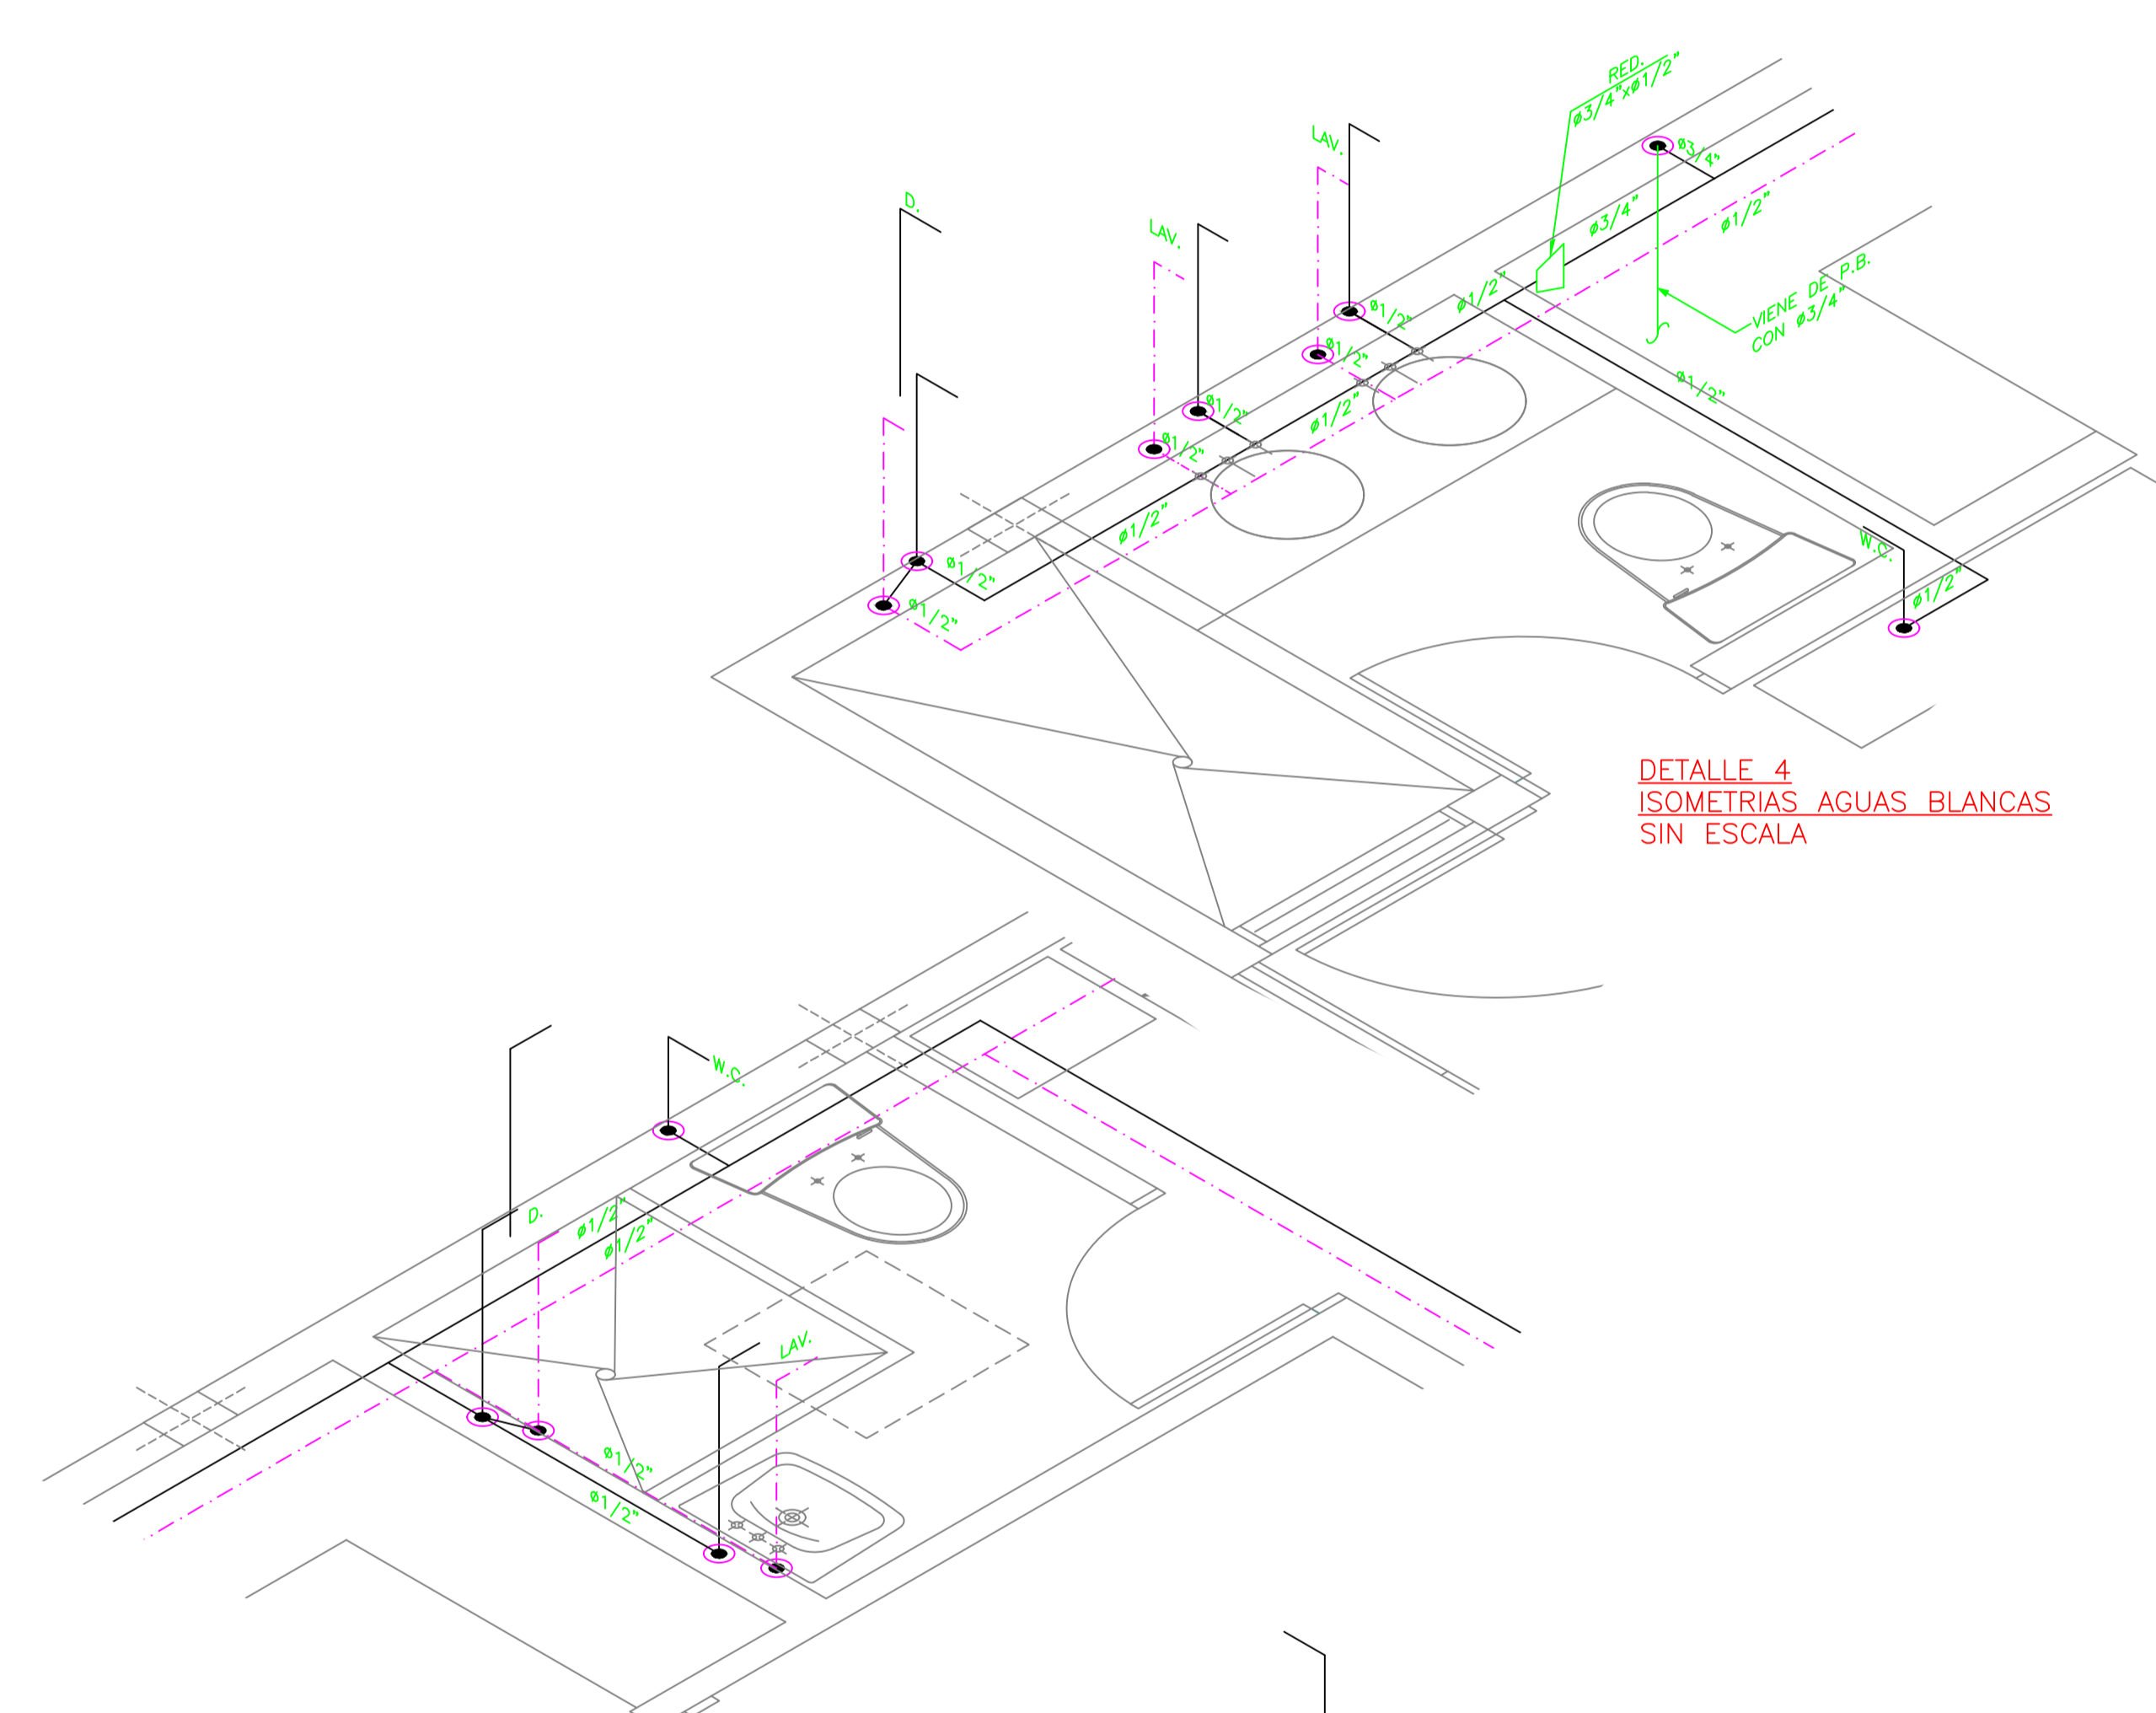 RED.
ø3/4"xø1/2"
LAV.
ø3/4"
D.
ø3/4"
ø1/2"
LAV.
VIENE DE P.B.
CON ø3/4"
ø1/2"
ø1/2"
ø1/2"
ø1/2"
ø1/2"
ø1/2"
ø1/2"
ø1/2"
W.C.
ø1/2"
ø1/2"
ø1/2"
DETALLE 4
ISOMETRIAS AGUAS BLANCAS
SIN ESCALA
W.C.
D.
ø1/2"
ø1/2"
LAV.
ø1/2"
ø1/2"